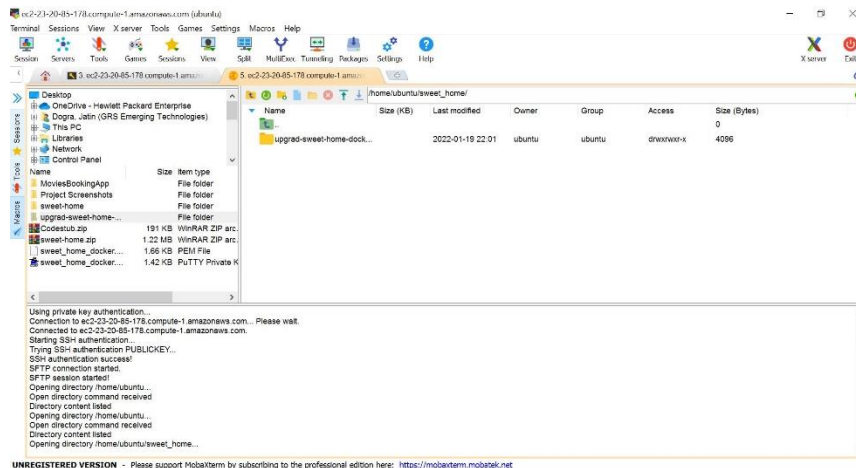 ec2-23-20-85-178.compute-1.amazonaws.com (ubuntu)
Terminal Sessions View X server Tools Games Settings Macros Help
Session Servers Tools Games Sessions View Split MultiExec Tunneling Packages Settings Help X server Exit
3. ec2-23-20-85-178.compute-1.amaz 5. ec2-23-20-85-178.compute-1.amaz
Sessions
Tools
Macros
Desktop
OneDrive - Hewlett Packard Enterprise
Dogra, Jatin (GRS Emerging Technologies)
This PC
Libraries
Network
Control Panel
Name Size Item type
MoviesBookingApp File folder
Project Screenshots File folder
sweet-home File folder
upgrad-sweet-home-... File folder
Codestub.zip 191 KB WinRAR ZIP arc.
sweet-home.zip 1.22 MB WinRAR ZIP arc.
sweet_home_docker.... 1.66 KB PEM File
sweet_home_docker.... 1.42 KB PuTTY Private K
/home/ubuntu/sweet_home/
Name Size (KB) Last modified Owner Group Access Size (Bytes)
.. 0
upgrad-sweet-home-dock... 2022-01-19 22:01 ubuntu ubuntu drwxrwxr-x 4096
Using private key authentication...
Connection to ec2-23-20-85-178.compute-1.amazonaws.com... Please wait.
Connected to ec2-23-20-85-178.compute-1.amazonaws.com.
Starting SSH authentication...
Trying SSH authentication PUBLICKEY...
SSH authentication success!
SFTP connection started.
SFTP session started!
Opening directory /home/ubuntu...
Open directory command received
Directory content listed
Opening directory /home/ubuntu...
Open directory command received
Directory content listed
Opening directory /home/ubuntu/sweet_home...
UNREGISTERED VERSION - Please support MobaXterm by subscribing to the professional edition here: https://mobaxterm.mobatek.net